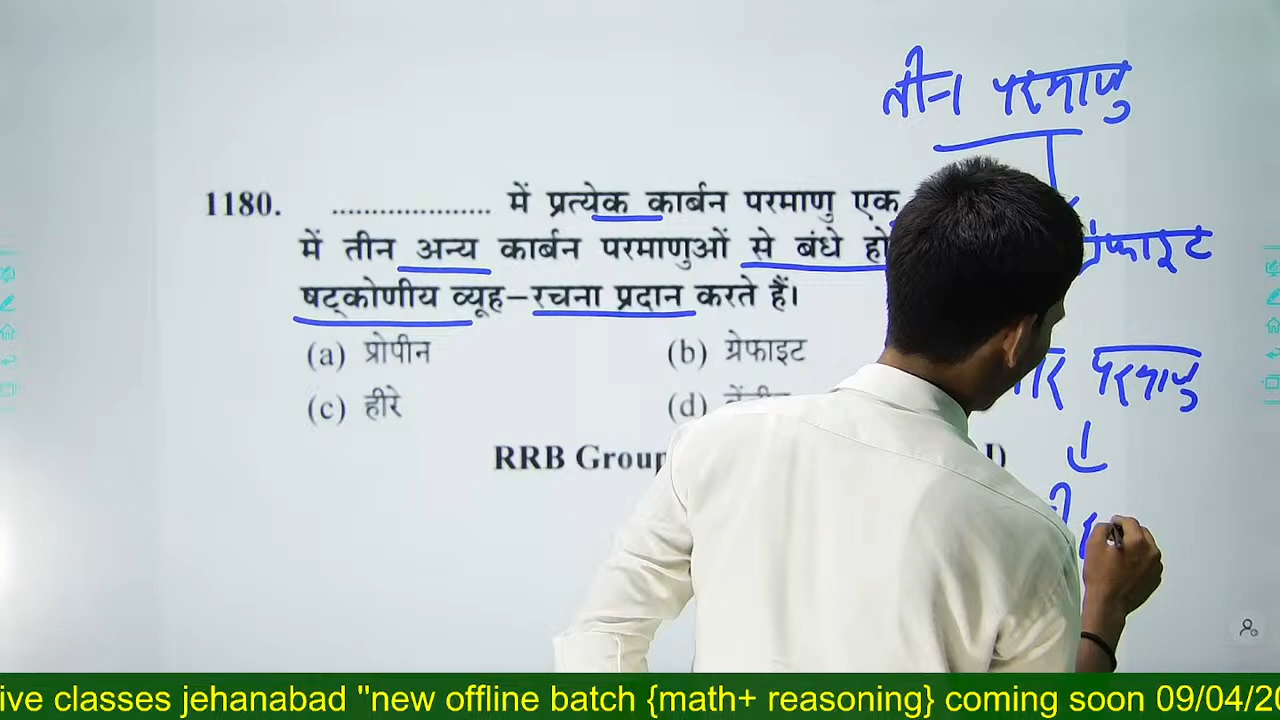 तीन परमाणु
1180. .................... में प्रत्येक कार्बन परमाणु एक
में तीन अन्य कार्बन परमाणुओं से बंधे हो
ग्रेफाइट
षट्कोणीय व्यूह–रचना प्रदान करते हैं।
(a) प्रोपीन (b) ग्रेफाइट
परमाणु
(c) हीरे (d)
RRB Group D)
ive classes jehanabad "new offline batch {math+ reasoning} coming soon 09/04/20